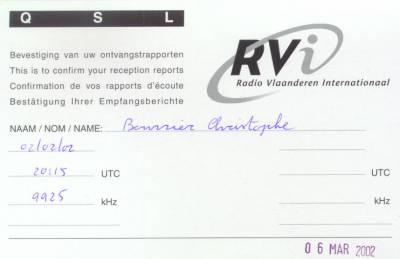 Q S L
RVi
Radio Vlaanderen Internationaal
Bevestiging van uw ontvangstrapporten
This is to confirm your reception reports
Confirmation de vos rapports d'écoute
Bestätigung Ihrer Empfangsberichte
NAAM / NOM / NAME: Boursier Christophe
02/02/02
2015 UTC UTC
9925 kHz kHz
06 MAR 2002